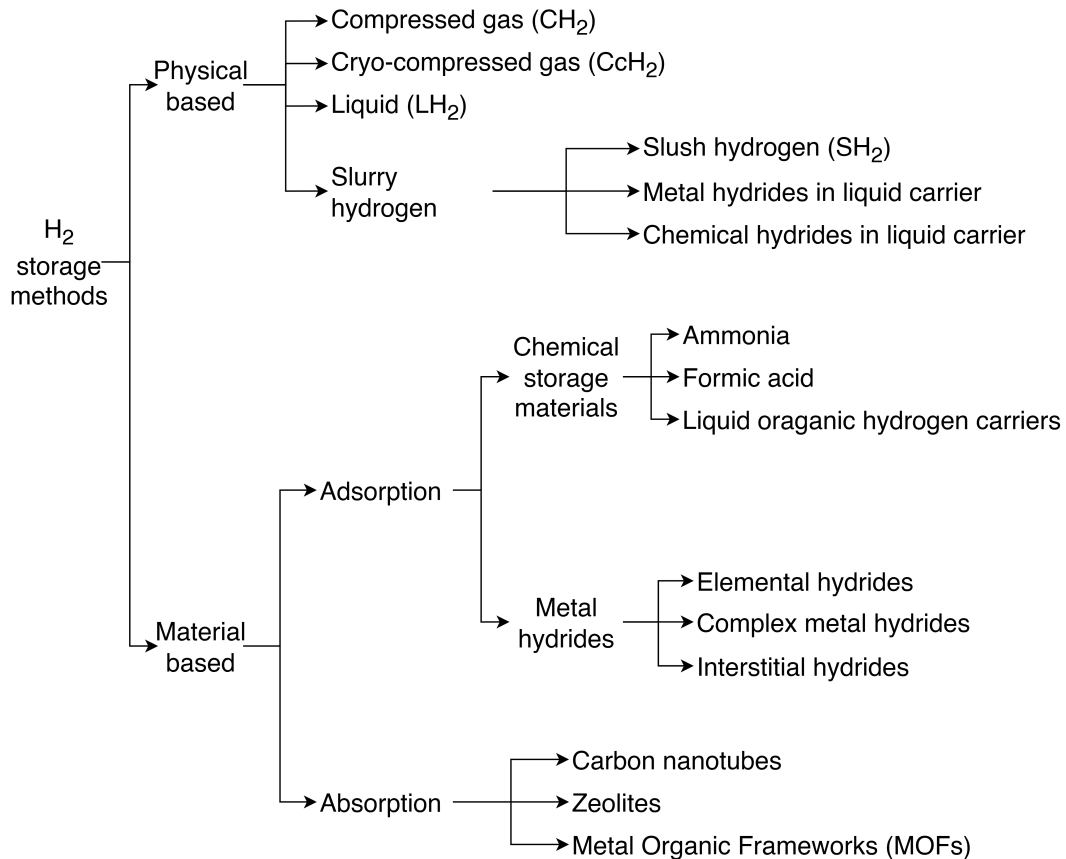 Compressed gas (CH₂)
Cryo-compressed gas (CcH₂)
Physical
based
Liquid (LH₂)
Slurry
hydrogen
Slush hydrogen (SH₂)
Metal hydrides in liquid carrier
Chemical hydrides in liquid carrier
H₂
storage
methods
Chemical
storage
materials
Ammonia
Formic acid
Liquid oraganic hydrogen carriers
Adsorption
Metal
hydrides
Elemental hydrides
Complex metal hydrides
Interstitial hydrides
Material
based
Absorption
Carbon nanotubes
Zeolites
Metal Organic Frameworks (MOFs)